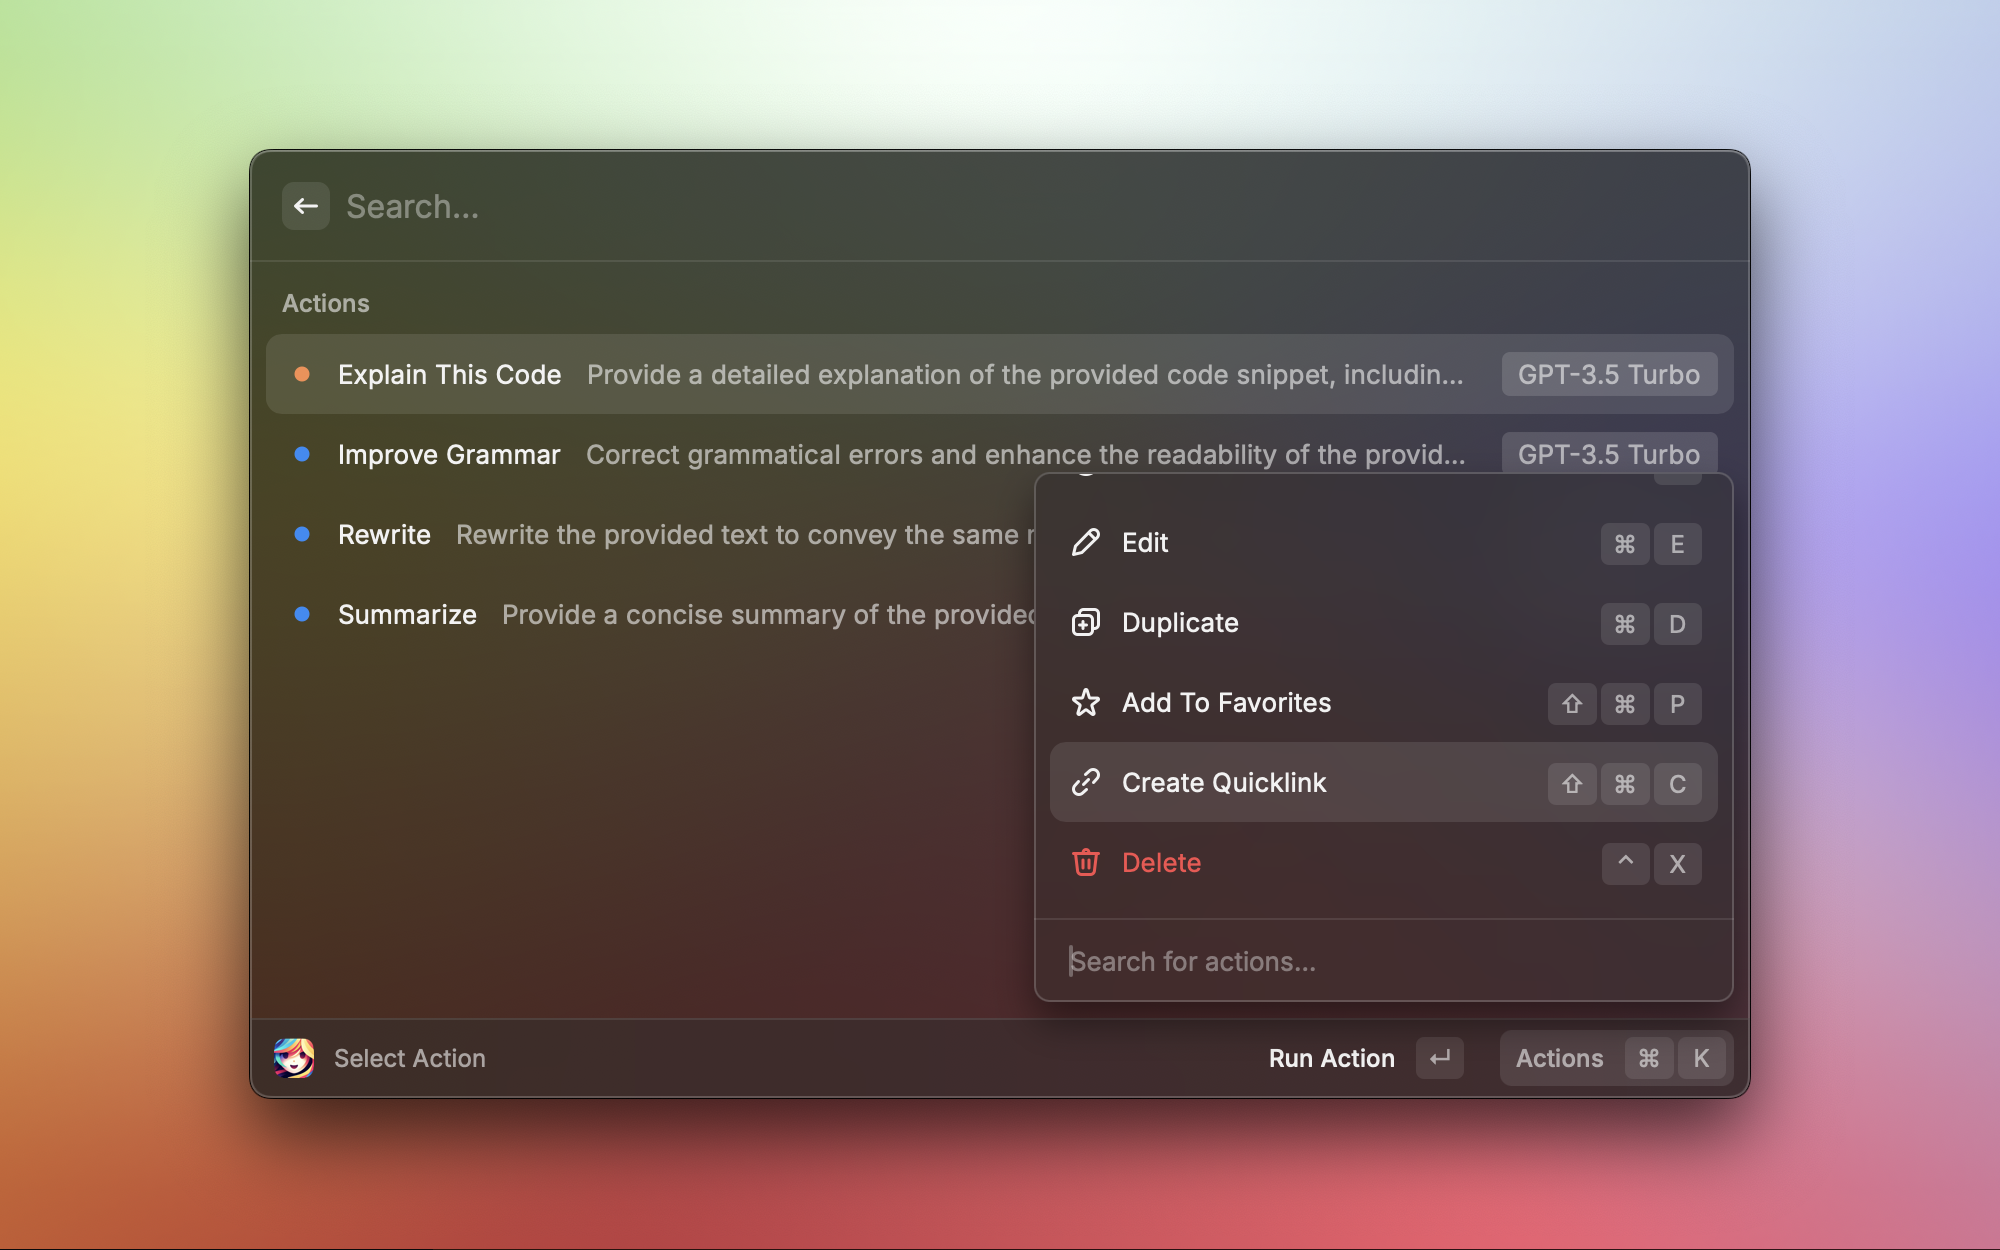 Search...
Actions
Explain This Code Provide a detailed explanation of the provided code snippet, includin... GPT-3.5 Turbo
Improve Grammar Correct grammatical errors and enhance the readability of the provid... GPT-3.5 Turbo
Rewrite Rewrite the provided text to convey the same
Summarize Provide a concise summary of the provided
Edit ⌘ E
Duplicate ⌘ D
Add To Favorites ⇧ ⌘ P
Create Quicklink ⇧ ⌘ C
Delete ^ X
Search for actions...
Select Action
Run Action ↵
Actions ⌘ K